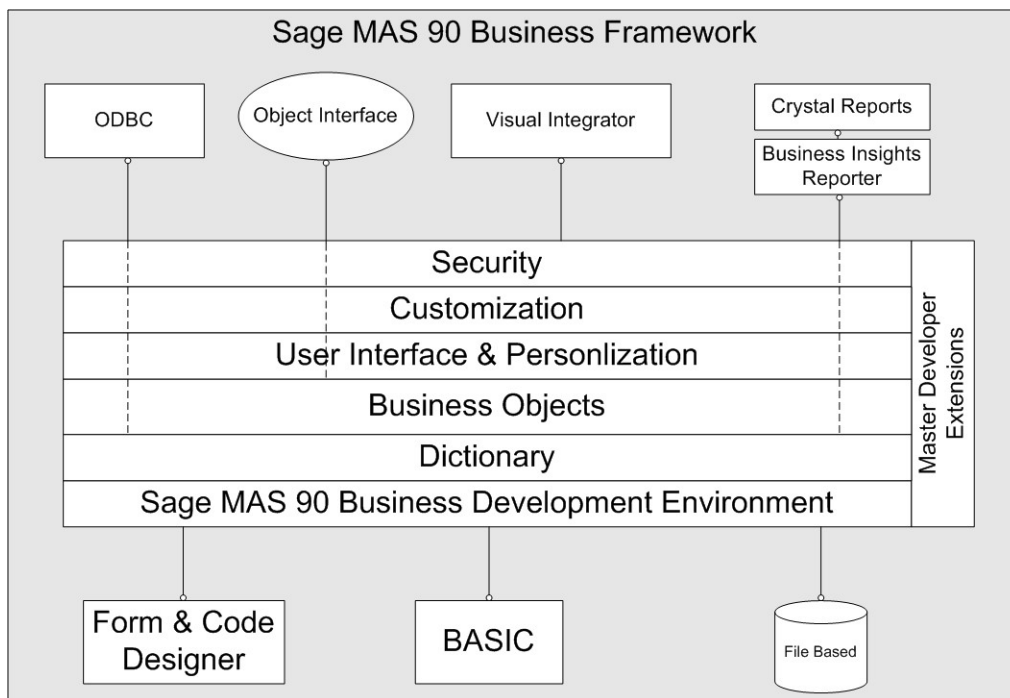 Sage MAS 90 Business Framework
ODBC
Object Interface
Visual Integrator
Crystal Reports
Business Insights
Reporter
Security
Customization
User Interface & Personlization
Business Objects
Dictionary
Sage MAS 90 Business Development Environment
Master Developer
Extensions
Form & Code
Designer
BASIC
File Based